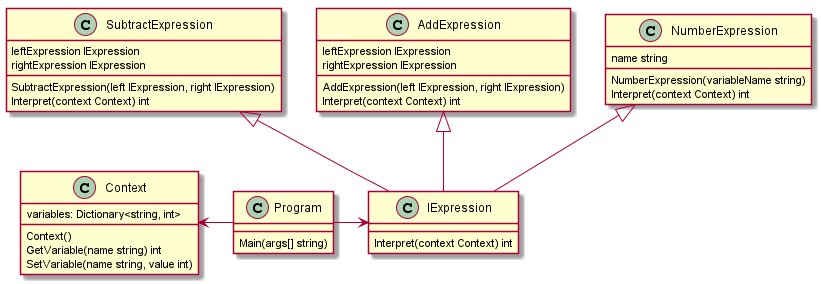 C SubtractExpression
leftExpression IExpression
rightExpression IExpression
SubtractExpression(left IExpression, right IExpression)
Interpret(context Context) int
C AddExpression
leftExpression IExpression
rightExpression IExpression
AddExpression(left IExpression, right IExpression)
Interpret(context Context) int
C NumberExpression
name string
NumberExpression(variableName string)
Interpret(context Context) int
C Context
variables: Dictionary<string, int>
Context()
GetVariable(name string) int
SetVariable(name string, value int)
C Program
Main(args[] string)
C IExpression
Interpret(context Context) int